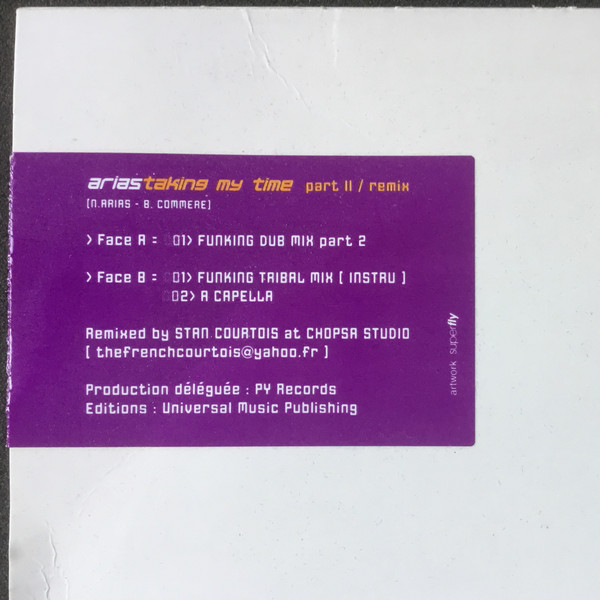 arias taking my time part II / remix
[N.ARIAS - B. COMMERE]
> Face A = 01> FUNKING DUB MIX part 2
> Face B = 01> FUNKING TRIBAL MIX [ INSTRU ]
02> A CAPELLA
Remixed by STAN COURTOIS at CHOPSA STUDIO
[ thefrenchcourtois@yahoo.fr ]
Production déléguée : PY Records
Editions : Universal Music Publishing
artwork superfly